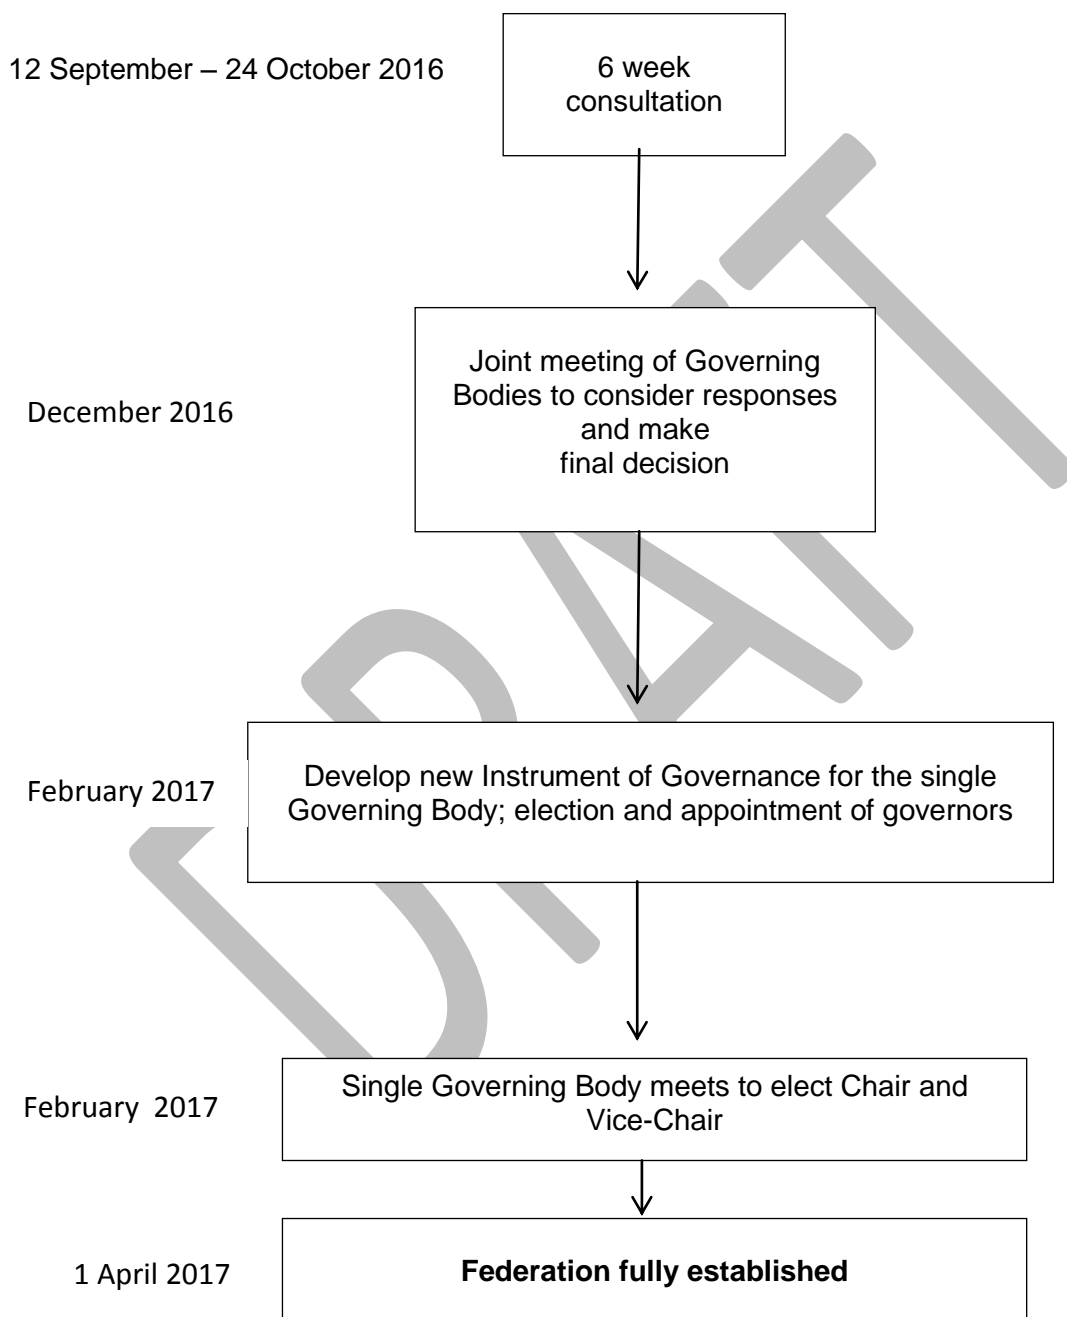 12 September – 24 October 2016
6 week
consultation
December 2016
Joint meeting of Governing
Bodies to consider responses
and make
final decision
February 2017
Develop new Instrument of Governance for the single
Governing Body; election and appointment of governors
February  2017
Single Governing Body meets to elect Chair and
Vice-Chair
1 April 2017
Federation fully established
DRAFT